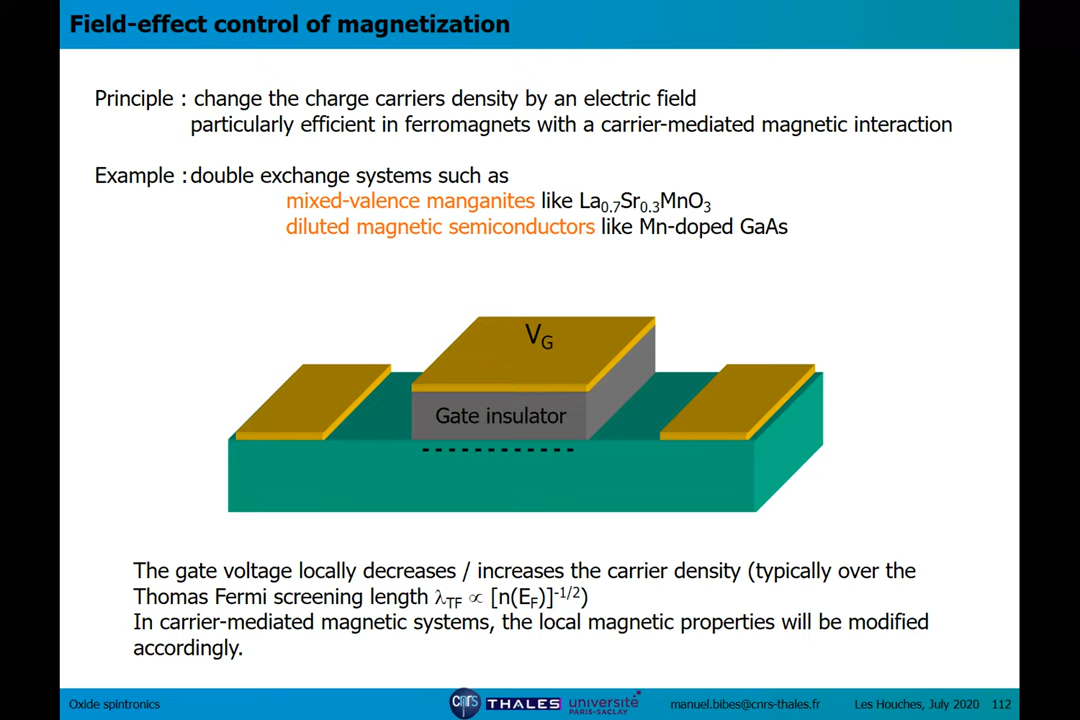 Field-effect control of magnetization
Principle : change the charge carriers density by an electric field
particularly efficient in ferromagnets with a carrier-mediated magnetic interaction
Example : double exchange systems such as
mixed-valence manganites like La0.7Sr0.3MnO3
diluted magnetic semiconductors like Mn-doped GaAs
VG
Gate insulator
The gate voltage locally decreases / increases the carrier density (typically over the
Thomas Fermi screening length λTF ∝ [n(EF)]-1/2)
In carrier-mediated magnetic systems, the local magnetic properties will be modified
accordingly.
Oxide spintronics
cnrs
THALES
université
PARIS-SACLAY
manuel.bibes@cnrs-thales.fr
Les Houches, July 2020
112